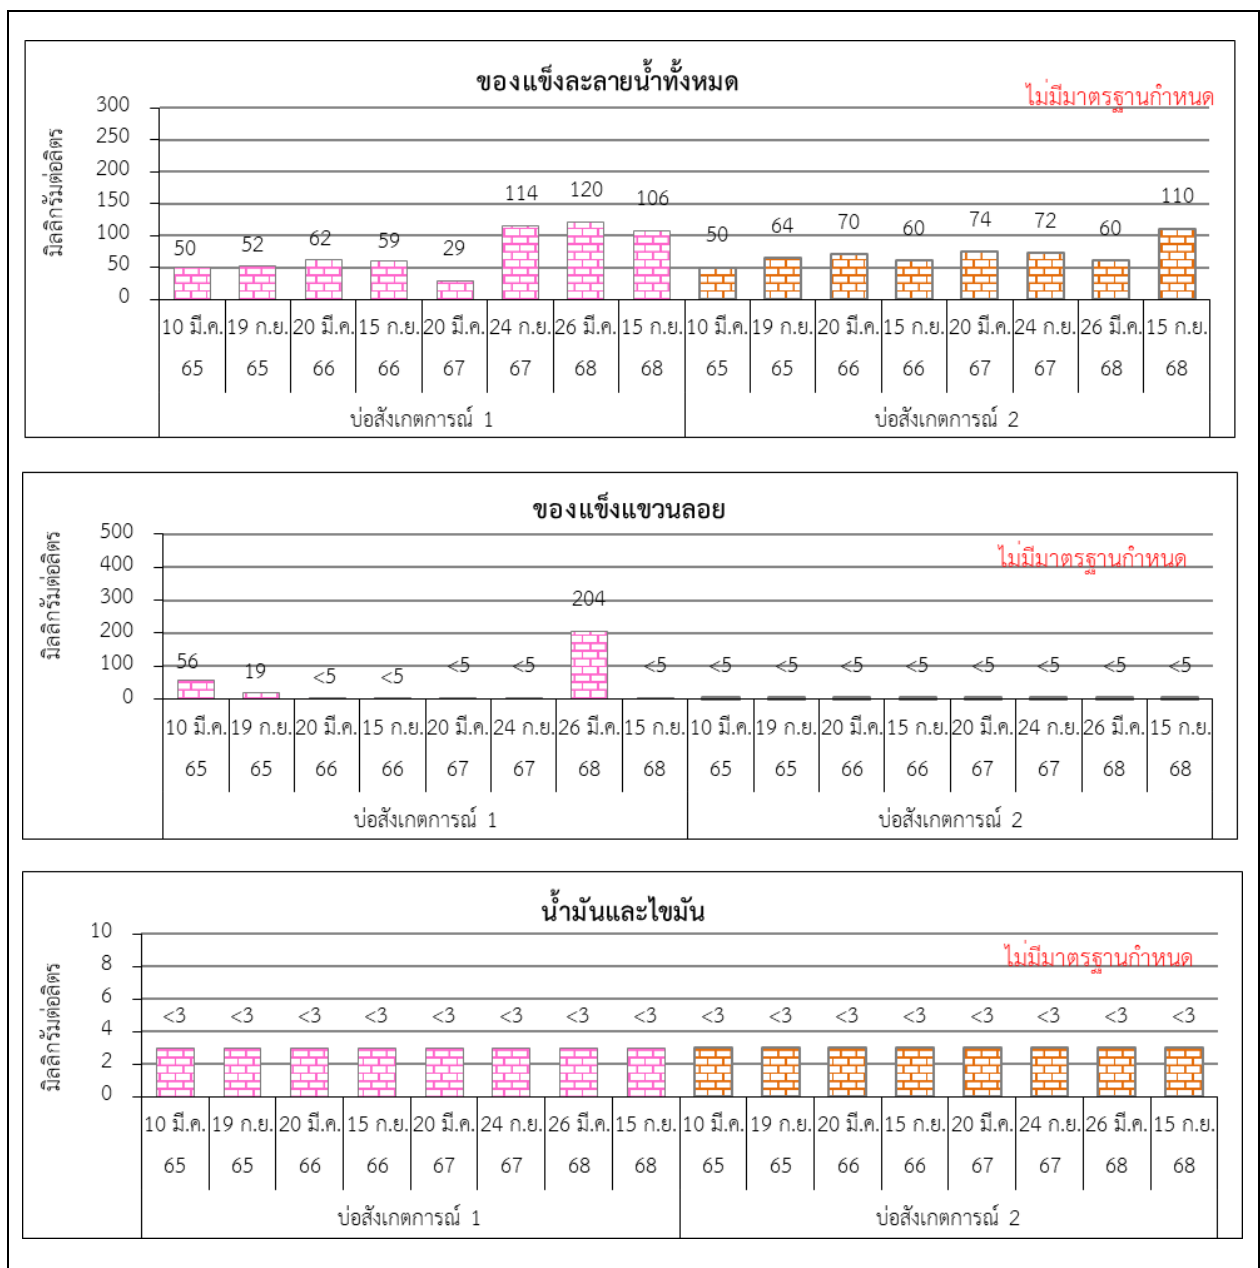 ของแข็งละลายน้ำทั้งหมด
ไม่มีมาตรฐานกำหนด
มิลลิกรัมต่อลิตร
300
250
200
150
100
50
0
50 52 62 59 29 114 120 106 50 64 70 60 74 72 60 110
10 มี.ค. 19 ก.ย. 20 มี.ค. 15 ก.ย. 20 มี.ค. 24 ก.ย. 26 มี.ค. 15 ก.ย. 10 มี.ค. 19 ก.ย. 20 มี.ค. 15 ก.ย. 20 มี.ค. 24 ก.ย. 26 มี.ค. 15 ก.ย.
65 65 66 66 67 67 68 68 65 65 66 66 67 67 68 68
บ่อสังเกตการณ์ 1 บ่อสังเกตการณ์ 2
ของแข็งแขวนลอย
ไม่มีมาตรฐานกำหนด
มิลลิกรัมต่อลิตร
500
400
300
200
100
0
56 19 <5 <5 <5 <5 204 <5 <5 <5 <5 <5 <5 <5 <5 <5
10 มี.ค. 19 ก.ย. 20 มี.ค. 15 ก.ย. 20 มี.ค. 24 ก.ย. 26 มี.ค. 15 ก.ย. 10 มี.ค. 19 ก.ย. 20 มี.ค. 15 ก.ย. 20 มี.ค. 24 ก.ย. 26 มี.ค. 15 ก.ย.
65 65 66 66 67 67 68 68 65 65 66 66 67 67 68 68
บ่อสังเกตการณ์ 1 บ่อสังเกตการณ์ 2
น้ำมันและไขมัน
ไม่มีมาตรฐานกำหนด
มิลลิกรัมต่อลิตร
10
8
6
4
2
0
<3 <3 <3 <3 <3 <3 <3 <3 <3 <3 <3 <3 <3 <3 <3 <3
10 มี.ค. 19 ก.ย. 20 มี.ค. 15 ก.ย. 20 มี.ค. 24 ก.ย. 26 มี.ค. 15 ก.ย. 10 มี.ค. 19 ก.ย. 20 มี.ค. 15 ก.ย. 20 มี.ค. 24 ก.ย. 26 มี.ค. 15 ก.ย.
65 65 66 66 67 67 68 68 65 65 66 66 67 67 68 68
บ่อสังเกตการณ์ 1 บ่อสังเกตการณ์ 2